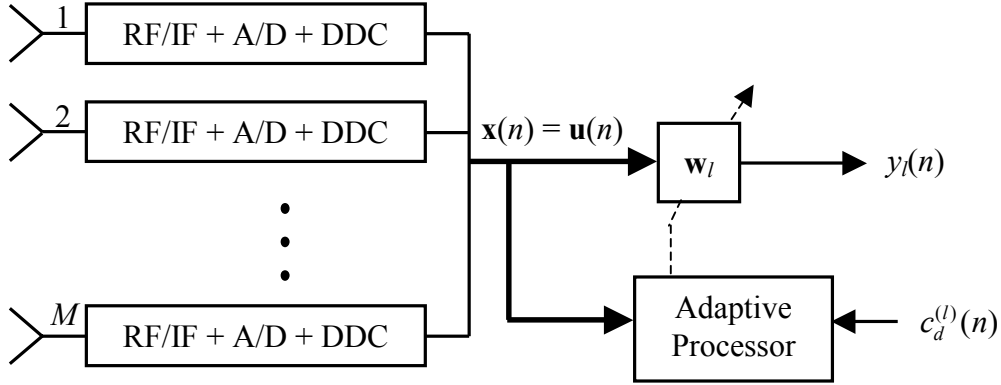 1
RF/IF + A/D + DDC
2
RF/IF + A/D + DDC
x(n) = u(n)
w_l
y_l(n)
M
RF/IF + A/D + DDC
Adaptive
Processor
c_d^{(l)}(n)